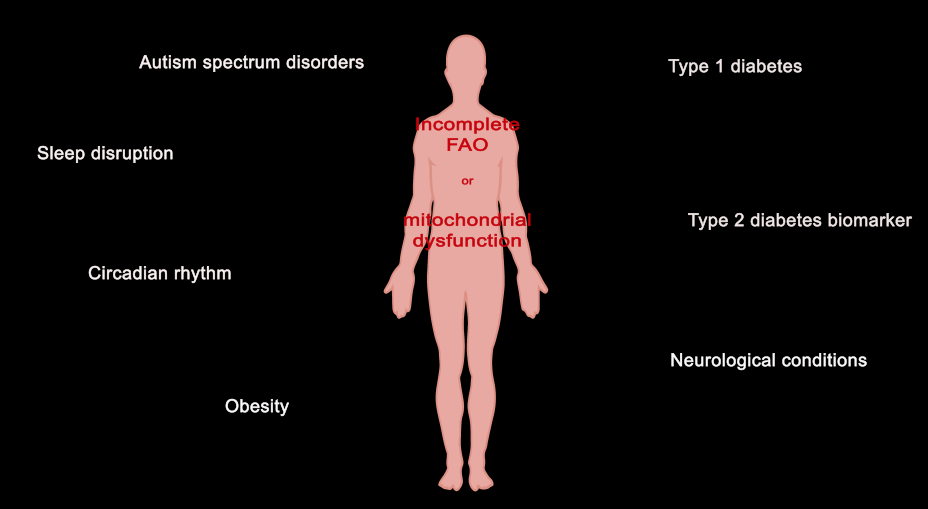 Autism spectrum disorders
Type 1 diabetes
Incomplete
FAO
Sleep disruption
or
mitochondrial
dysfunction
Type 2 diabetes biomarker
Circadian rhythm
Neurological conditions
Obesity